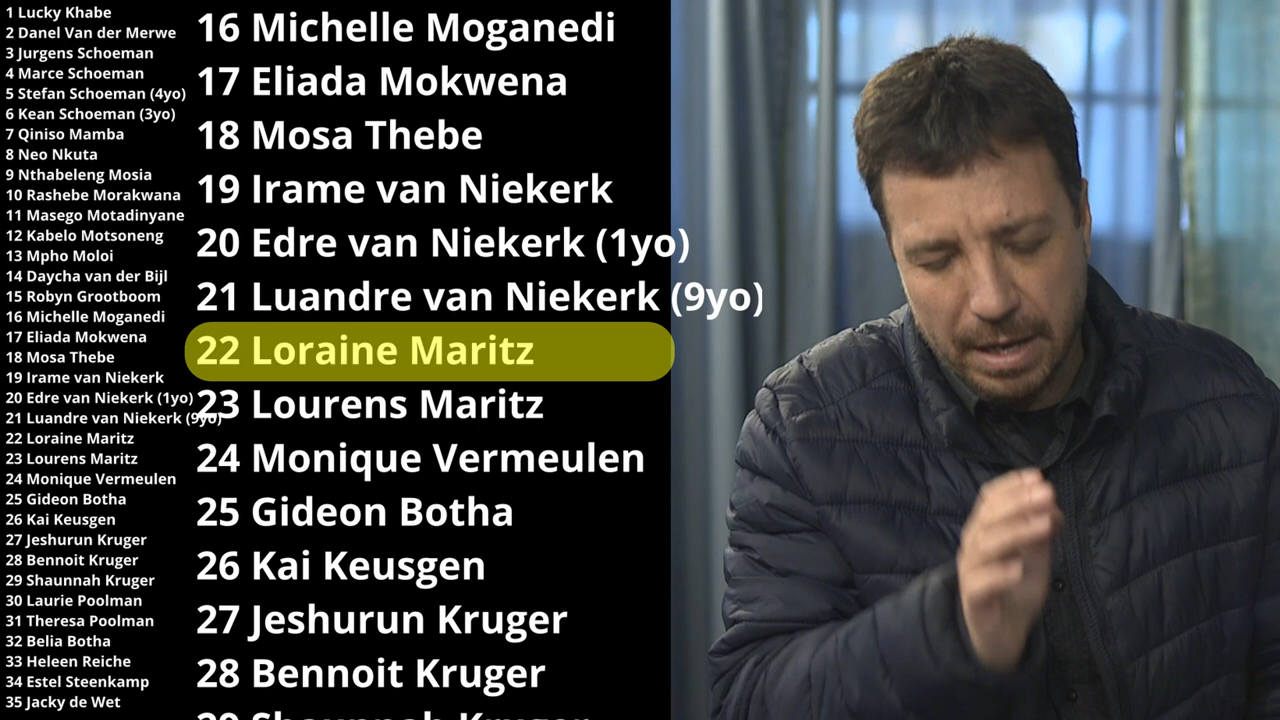 1 Lucky Khabe
2 Danel Van der Merwe
3 Jurgens Schoeman
4 Marce Schoeman
5 Stefan Schoeman (4yo)
6 Kean Schoeman (3yo)
7 Qiniso Mamba
8 Neo Nkuta
9 Nthabeleng Mosia
10 Rashebe Morakwana
11 Masego Motadinyane
12 Kabelo Motsoneng
13 Mpho Moloi
14 Daycha van der Bijl
15 Robyn Grootboom
16 Michelle Moganedi
17 Eliada Mokwena
18 Mosa Thebe
19 Irame van Niekerk
20 Edre van Niekerk (1yo)
21 Luandre van Niekerk (9yo)
22 Loraine Maritz
23 Lourens Maritz
24 Monique Vermeulen
25 Gideon Botha
26 Kai Keusgen
27 Jeshurun Kruger
28 Bennoit Kruger
29 Shaunnah Kruger
30 Laurie Poolman
31 Theresa Poolman
32 Belia Botha
33 Heleen Reiche
34 Estel Steenkamp
35 Jacky de Wet
16 Michelle Moganedi
17 Eliada Mokwena
18 Mosa Thebe
19 Irame van Niekerk
20 Edre van Niekerk (1yo)
21 Luandre van Niekerk (9yo)
22 Loraine Maritz
23 Lourens Maritz
24 Monique Vermeulen
25 Gideon Botha
26 Kai Keusgen
27 Jeshurun Kruger
28 Bennoit Kruger
29 Shaunnah Kruger